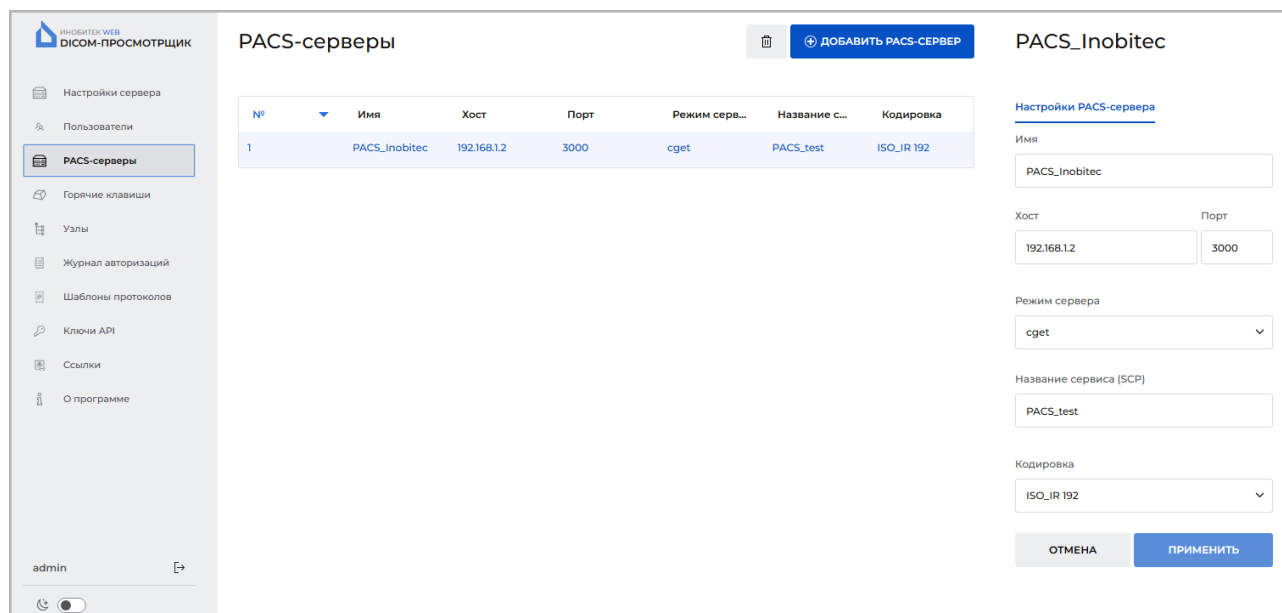 ИНОБИТЕК WEB
DICOM-ПРОСМОТРЩИК
Настройки сервера
Пользователи
PACS-серверы
Горячие клавиши
Узлы
Журнал авторизаций
Шаблоны протоколов
Ключи API
Ссылки
О программе
admin
PACS-серверы
ДОБАВИТЬ PACS-СЕРВЕР
№ Имя Хост Порт Режим серв... Название с... Кодировка
1 PACS_Inobitec 192.168.1.2 3000 cget PACS_test ISO_IR 192
PACS_Inobitec
Настройки PACS-сервера
Имя
PACS_Inobitec
Хост Порт
192.168.1.2 3000
Режим сервера
cget
Название сервиса (SCP)
PACS_test
Кодировка
ISO_IR 192
ОТМЕНА ПРИМЕНИТЬ